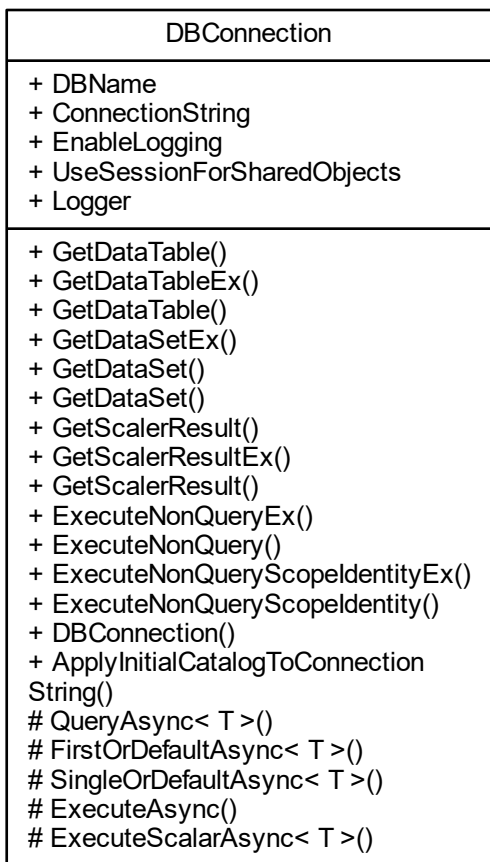 DBConnection
+ DBName
+ ConnectionString
+ EnableLogging
+ UseSessionForSharedObjects
+ Logger
+ GetDataTable()
+ GetDataTableEx()
+ GetDataTable()
+ GetDataSetEx()
+ GetDataSet()
+ GetDataSet()
+ GetScalerResult()
+ GetScalerResultEx()
+ GetScalerResult()
+ ExecuteNonQueryEx()
+ ExecuteNonQuery()
+ ExecuteNonQueryScopeIdentityEx()
+ ExecuteNonQueryScopeIdentity()
+ DBConnection()
+ ApplyInitialCatalogToConnection
String()
# QueryAsync< T >()
# FirstOrDefaultAsync< T >()
# SingleOrDefaultAsync< T >()
# ExecuteAsync()
# ExecuteScalarAsync< T >()